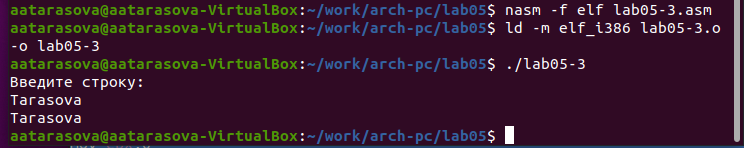 aatarasova@aatarasova-VirtualBox:~/work/arch-pc/lab05$ nasm -f elf lab05-3.asm
aatarasova@aatarasova-VirtualBox:~/work/arch-pc/lab05$ ld -m elf_i386 lab05-3.o
-o lab05-3
aatarasova@aatarasova-VirtualBox:~/work/arch-pc/lab05$ ./lab05-3
Введите строку:
Tarasova
Tarasova
aatarasova@aatarasova-VirtualBox:~/work/arch-pc/lab05$